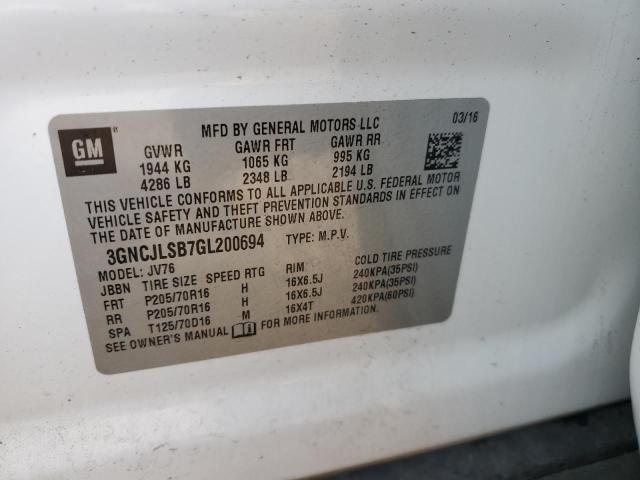 MFD BY GENERAL MOTORS LLC 03/16
GM ®
GVWR GAWR FRT GAWR RR
1944 KG 1065 KG 995 KG
4286 LB 2348 LB 2194 LB
THIS VEHICLE CONFORMS TO ALL APPLICABLE U.S. FEDERAL MOTOR
VEHICLE SAFETY AND THEFT PREVENTION STANDARDS IN EFFECT ON
THE DATE OF MANUFACTURE SHOWN ABOVE.
3GNCJLSB7GL200694 TYPE: M.P.V.
MODEL: JV76
JBBN TIRE SIZE SPEED RTG RIM COLD TIRE PRESSURE
FRT P205/70R16 H 16X6.5J 240KPA(35PSI)
RR P205/70R16 H 16X6.5J 240KPA(35PSI)
SPA T125/70D16 M 16X4T 420KPA(60PSI)
SEE OWNER'S MANUAL FOR MORE INFORMATION.